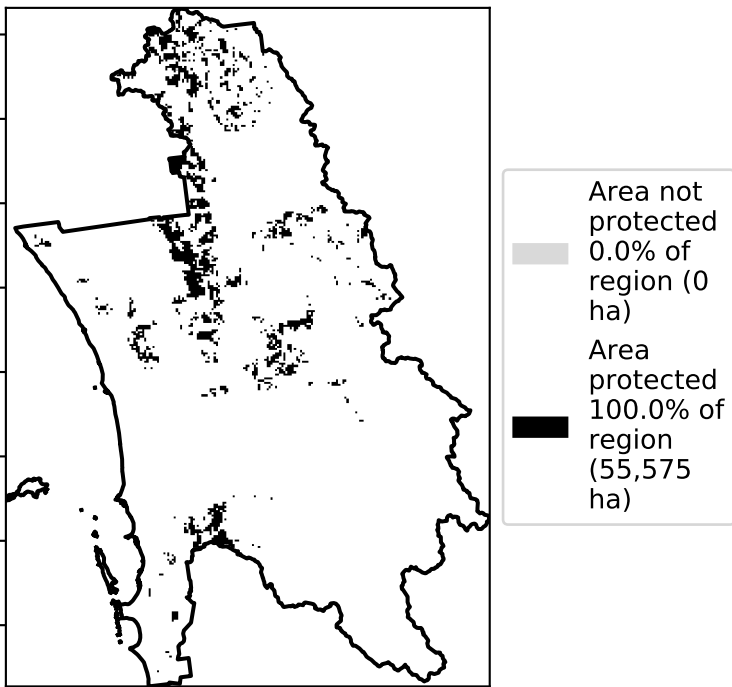 Area not
protected
0.0% of
region (0
ha)
Area
protected
100.0% of
region
(55,575
ha)